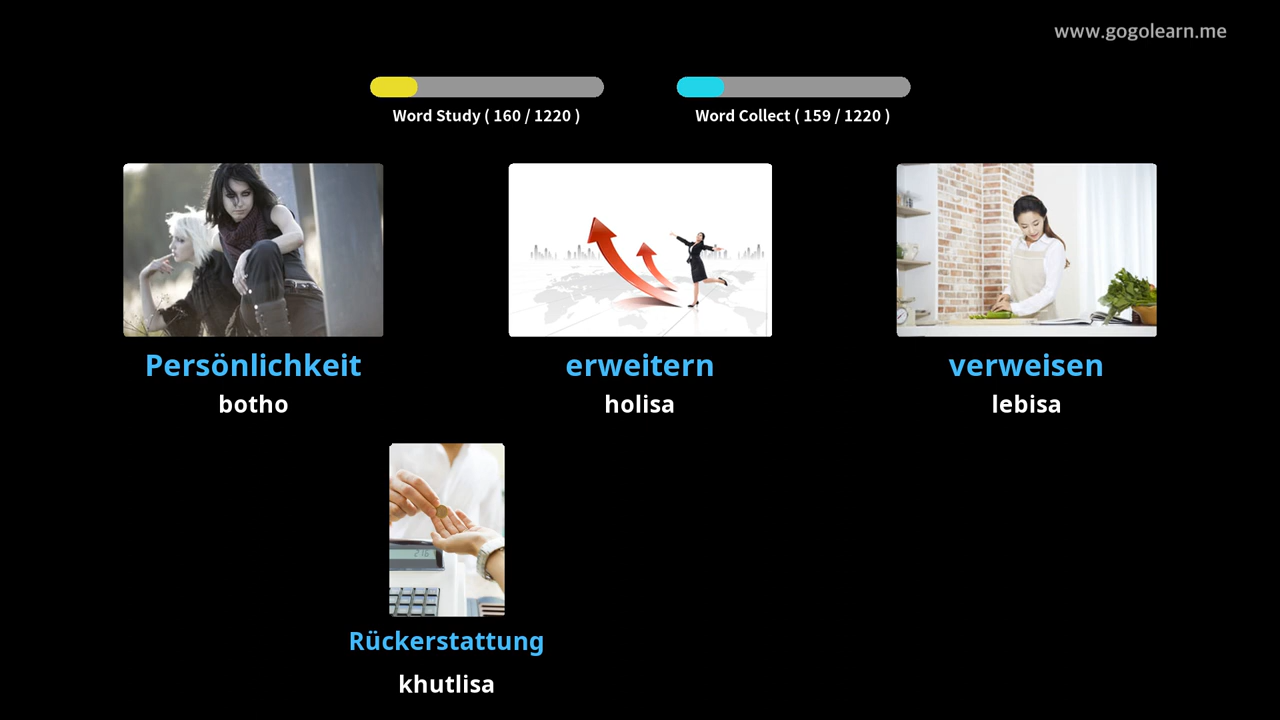 www.gogolearn.me
Word Study ( 160 / 1220 )
Word Collect ( 159 / 1220 )
Persönlichkeit
botho
erweitern
holisa
verweisen
lebisa
Rückerstattung
khutlisa